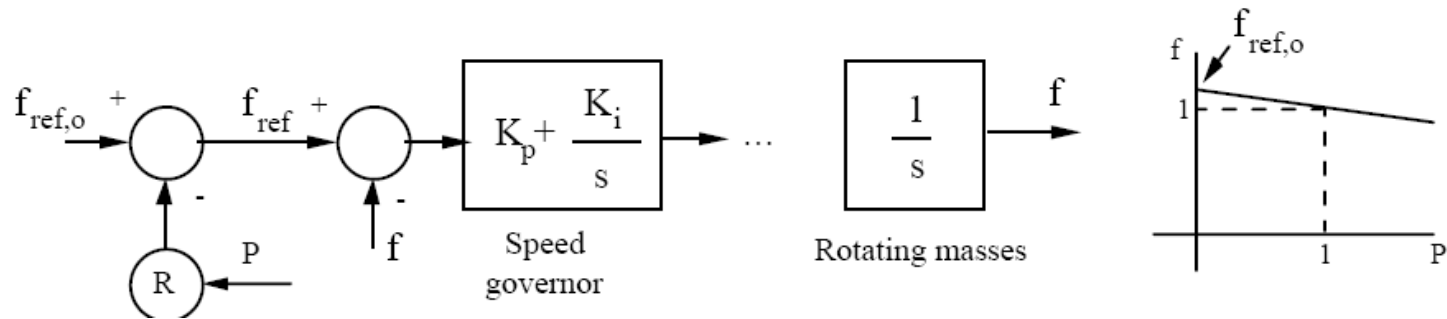 f_ref,o
+
f_ref
+
-
R
P
-
f
K_p + K_i / s
Speed
governor
...
1 / s
Rotating masses
f
f
f_ref,o
1
1
P